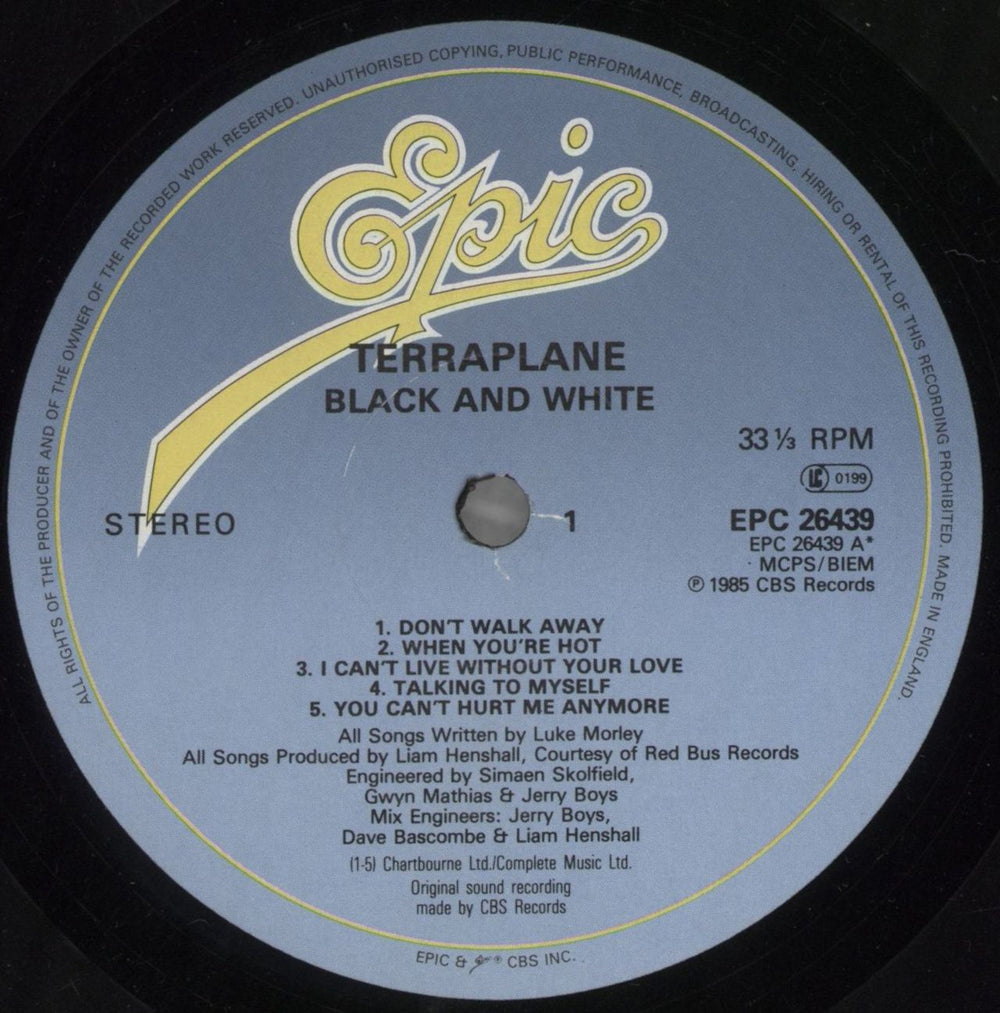 ALL RIGHTS OF THE PRODUCER AND OF THE OWNER OF THE RECORDED WORK RESERVED. UNAUTHORISED COPYING, PUBLIC PERFORMANCE, BROADCASTING, HIRING OR RENTAL OF THIS RECORDING PROHIBITED. MADE IN ENGLAND.
Epic
TERRAPLANE
BLACK AND WHITE
33 1/3 RPM
LC 0199
STEREO
1
EPC 26439
EPC 26439 A*
MCPS/BIEM
℗ 1985 CBS Records
1. DON'T WALK AWAY
2. WHEN YOU'RE HOT
3. I CAN'T LIVE WITHOUT YOUR LOVE
4. TALKING TO MYSELF
5. YOU CAN'T HURT ME ANYMORE
All Songs Written by Luke Morley
All Songs Produced by Liam Henshall, Courtesy of Red Bus Records
Engineered by Simaen Skolfield,
Gwyn Mathias & Jerry Boys
Mix Engineers: Jerry Boys,
Dave Bascombe & Liam Henshall
(1-5) Chartbourne Ltd./Complete Music Ltd.
Original sound recording
made by CBS Records
EPIC & Epic ® CBS INC.